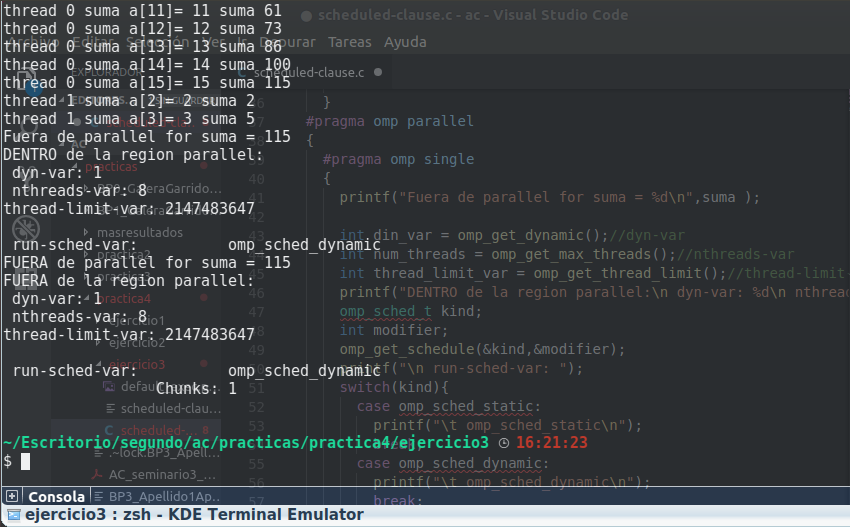 thread 0 suma a[11]= 11 suma 61
thread 0 suma a[12]= 12 suma 73
thread 0 suma a[13]= 13 suma 86
thread 0 suma a[14]= 14 suma 100
thread 0 suma a[15]= 15 suma 115
thread 1 suma a[2]= 2 suma 2
thread 1 suma a[3]= 3 suma 5
Fuera de parallel for suma = 115
DENTRO de la region parallel:
dyn-var: 1
nthreads-var: 8
thread-limit-var: 2147483647
run-sched-var: omp_sched_dynamic
FUERA de parallel for suma = 115
FUERA de la region parallel:
dyn-var: 1
nthreads-var: 8
thread-limit-var: 2147483647
run-sched-var: omp_sched_dynamic
Chunks: 1
~/Escritorio/segundo/ac/practicas/practica4/ejercicio3 16:21:23
$
scheduled-clause.c - ac - Visual Studio Code
Archivo Editar Selección Ver Ir Depurar Tareas Ayuda
EXPLORADOR
AC
practicas
masresultados
practica2
practica3
practica4
ejercicio1
ejercicio2
ejercicio3
scheduled-clau...
scheduled-...
.~lock.BP3_Apell...
AC_seminario3_...
BP3_Apellido1Ap...
scheduled-clause.c
}
#pragma omp parallel
{
#pragma omp single
40 {
41 printf("Fuera de parallel for suma = %d\n",suma );
42
43 int din_var = omp_get_dynamic();//dyn-var
int num_threads = omp_get_max_threads();//nthreads-var
45 int thread_limit_var = omp_get_thread_limit();//thread-limit-
46 printf("DENTRO de la region parallel:\n dyn-var: %d\n nthread
47 omp_sched_t kind;
48 int modifier;
49 omp_get_schedule(&kind,&modifier);
printf("\n run-sched-var: ");
51 switch(kind){
52 case omp_sched_static:
53 printf("\t omp_sched_static\n");
55 case omp_sched_dynamic:
56 printf("\t omp_sched_dynamic\n");
57 break;
Consola
ejercicio3 : zsh - KDE Terminal Emulator